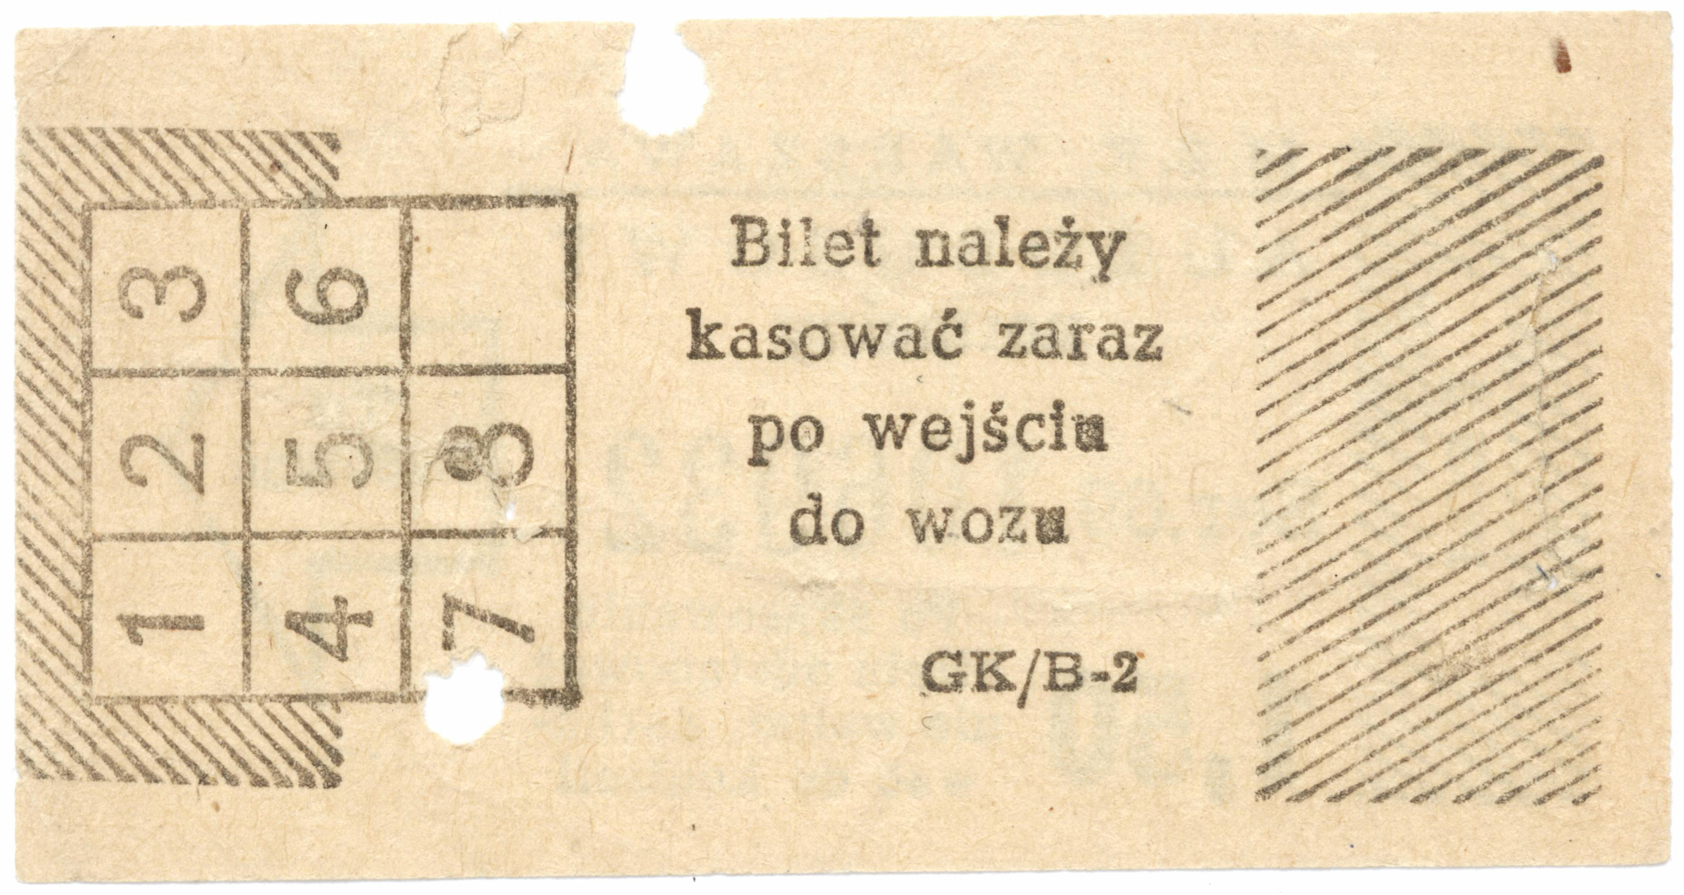 Bilet należy
kasować zaraz
po wejściu
do wozu
GK/B-2
1 2 3
4 5 6
7 8